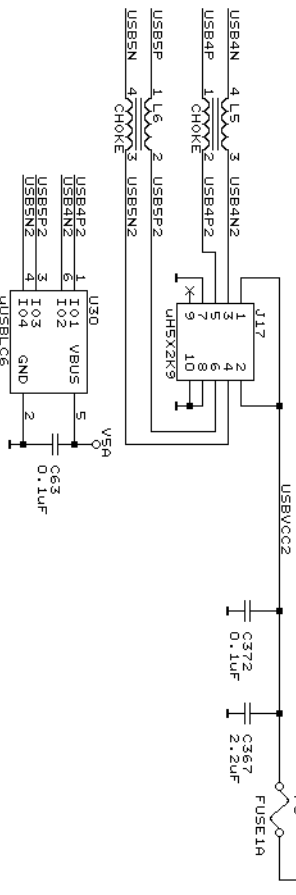 USB5N
USB5P
USB4P
USB4N
4
1
1
4
L6
L5
CHOKE
CHOKE
3
2
2
3
USB5N2
USB5P2
USB4P2
USB4N2
J17
1
2
3
4
5
6
7
8
9
10
uH5X2K9
USBVCC2
USB5N2
USB5P2
USB4N2
USB4P2
4
3
6
1
U30
IO1
VBUS
IO2
IO3
IO4
GND
uUSBLC6
5
2
V5A
C63
0.1uF
C372
0.1uF
C367
2.2uF
FUSE1A